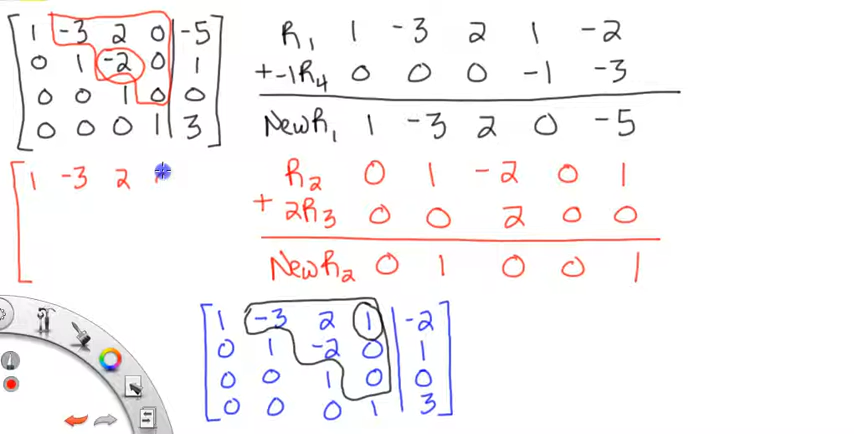 1 -3 2 0 | -5
0 1 -2 0 | 1
0 0 1 0 | 0
0 0 0 1 | 3
R1 1 -3 2 1 -2
+-1R4 0 0 0 -1 -3
New R1 1 -3 2 0 -5
1 -3 2
R2 0 1 -2 0 1
+ 2R3 0 0 2 0 0
New R2 0 1 0 0 1
1 -3 2 1 | -2
0 1 -2 0 | 1
0 0 1 0 | 0
0 0 0 1 | 3